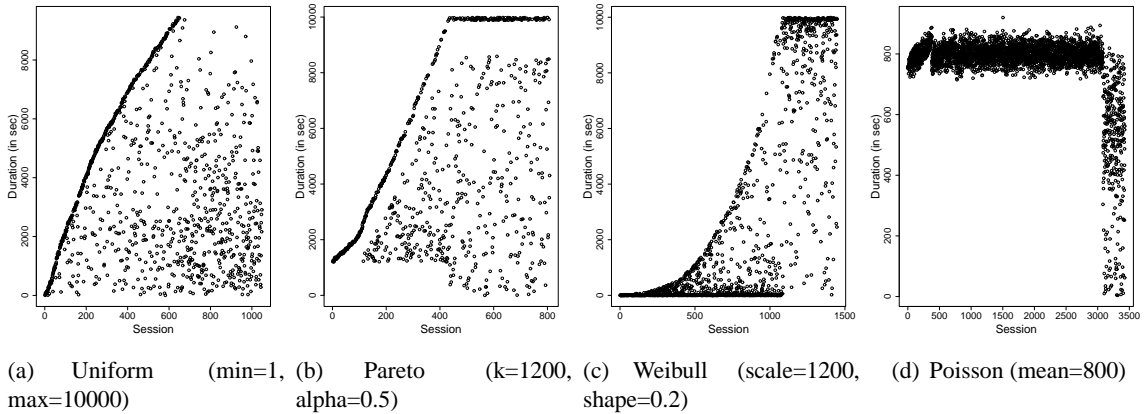 Duration (in sec)
0 2000 4000 6000 8000
0 200 400 600 800 1000
Session
Duration (in sec)
0 2000 4000 6000 8000 10000
0 200 400 600 800
Session
Duration (in sec)
0 2000 4000 6000 8000 10000
0 500 1000 1500
Session
Duration (in sec)
0 200 400 600 800
0 500 1000 1500 2000 2500 3000 3500
Session
(a) Uniform (min=1, max=10000)
(b) Pareto (k=1200, alpha=0.5)
(c) Weibull (scale=1200, shape=0.2)
(d) Poisson (mean=800)